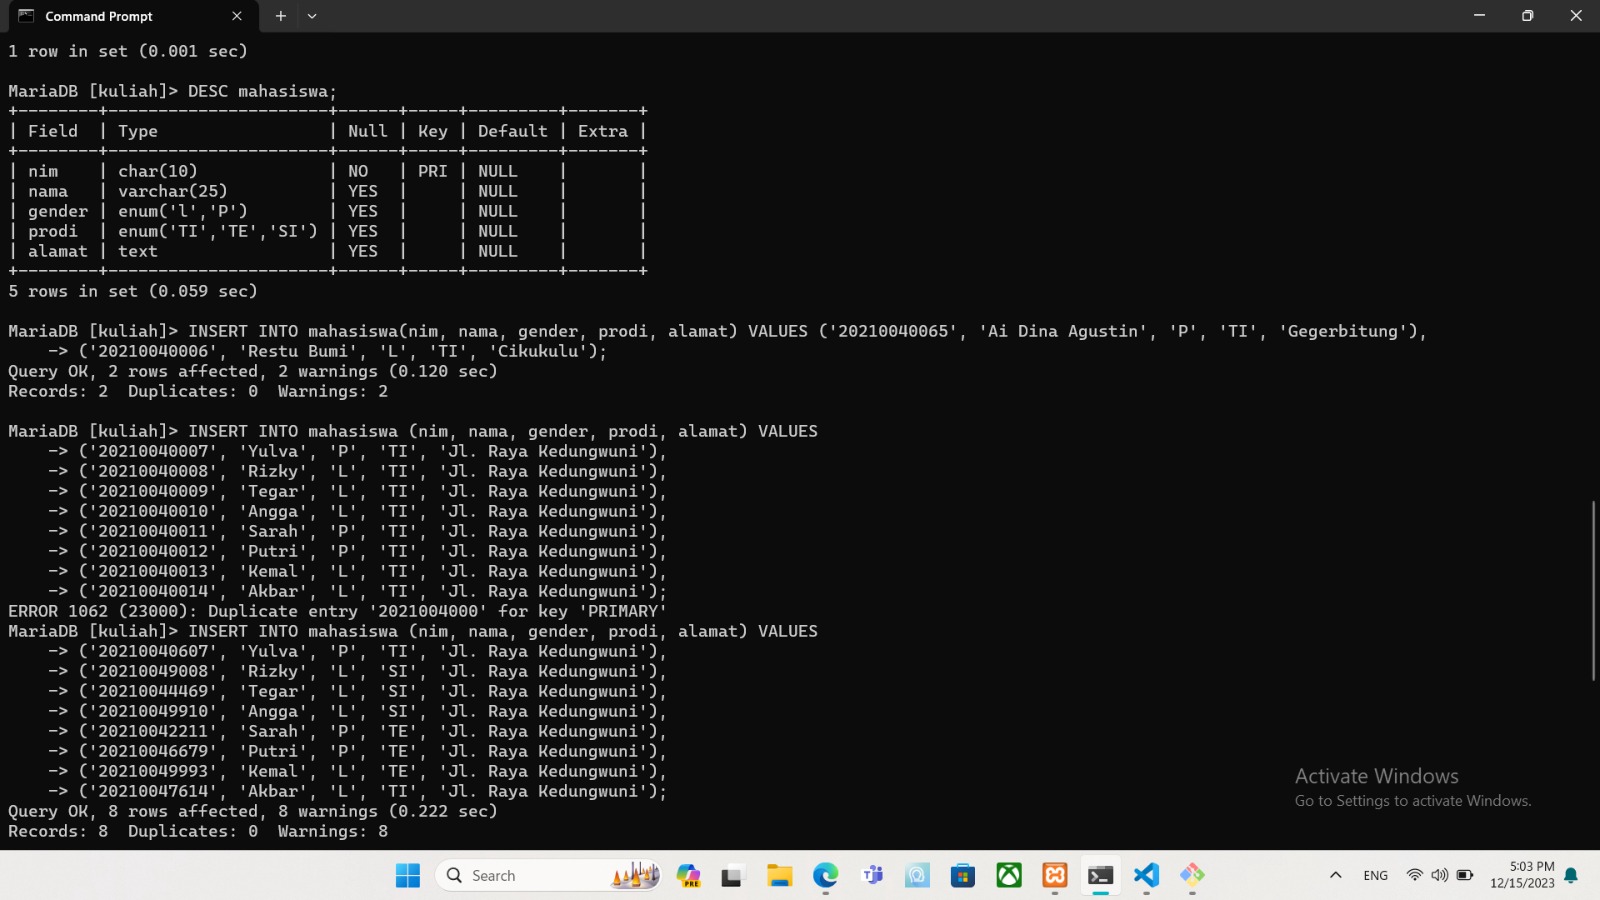 Command Prompt
1 row in set (0.001 sec)
MariaDB [kuliah]> DESC mahasiswa;
+--------+----------------------+------+-----+---------+-------+
| Field  | Type                 | Null | Key | Default | Extra |
+--------+----------------------+------+-----+---------+-------+
| nim    | char(10)             | NO   | PRI | NULL    |       |
| nama   | varchar(25)          | YES  |     | NULL    |       |
| gender | enum('l','P')        | YES  |     | NULL    |       |
| prodi  | enum('TI','TE','SI') | YES  |     | NULL    |       |
| alamat | text                 | YES  |     | NULL    |       |
+--------+----------------------+------+-----+---------+-------+
5 rows in set (0.059 sec)
MariaDB [kuliah]> INSERT INTO mahasiswa(nim, nama, gender, prodi, alamat) VALUES ('20210040065', 'Ai Dina Agustin', 'P', 'TI', 'Gegerbitung'),
    -> ('20210040006', 'Restu Bumi', 'L', 'TI', 'Cikukulu');
Query OK, 2 rows affected, 2 warnings (0.120 sec)
Records: 2  Duplicates: 0  Warnings: 2
MariaDB [kuliah]> INSERT INTO mahasiswa (nim, nama, gender, prodi, alamat) VALUES
    -> ('20210040007', 'Yulva', 'P', 'TI', 'Jl. Raya Kedungwuni'),
    -> ('20210040008', 'Rizky', 'L', 'TI', 'Jl. Raya Kedungwuni'),
    -> ('20210040009', 'Tegar', 'L', 'TI', 'Jl. Raya Kedungwuni'),
    -> ('20210040010', 'Angga', 'L', 'TI', 'Jl. Raya Kedungwuni'),
    -> ('20210040011', 'Sarah', 'P', 'TI', 'Jl. Raya Kedungwuni'),
    -> ('20210040012', 'Putri', 'P', 'TI', 'Jl. Raya Kedungwuni'),
    -> ('20210040013', 'Kemal', 'L', 'TI', 'Jl. Raya Kedungwuni'),
    -> ('20210040014', 'Akbar', 'L', 'TI', 'Jl. Raya Kedungwuni');
ERROR 1062 (23000): Duplicate entry '2021004000' for key 'PRIMARY'
MariaDB [kuliah]> INSERT INTO mahasiswa (nim, nama, gender, prodi, alamat) VALUES
    -> ('20210040607', 'Yulva', 'P', 'TI', 'Jl. Raya Kedungwuni'),
    -> ('20210049008', 'Rizky', 'L', 'SI', 'Jl. Raya Kedungwuni'),
    -> ('20210044469', 'Tegar', 'L', 'SI', 'Jl. Raya Kedungwuni'),
    -> ('20210049910', 'Angga', 'L', 'SI', 'Jl. Raya Kedungwuni'),
    -> ('20210042211', 'Sarah', 'P', 'TE', 'Jl. Raya Kedungwuni'),
    -> ('20210046679', 'Putri', 'P', 'TE', 'Jl. Raya Kedungwuni'),
    -> ('20210049993', 'Kemal', 'L', 'TE', 'Jl. Raya Kedungwuni'),
    -> ('20210047614', 'Akbar', 'L', 'TI', 'Jl. Raya Kedungwuni');
Query OK, 8 rows affected, 8 warnings (0.222 sec)
Records: 8  Duplicates: 0  Warnings: 8
Activate Windows
Go to Settings to activate Windows.
Search
PRE
ENG
5:03 PM
12/15/2023